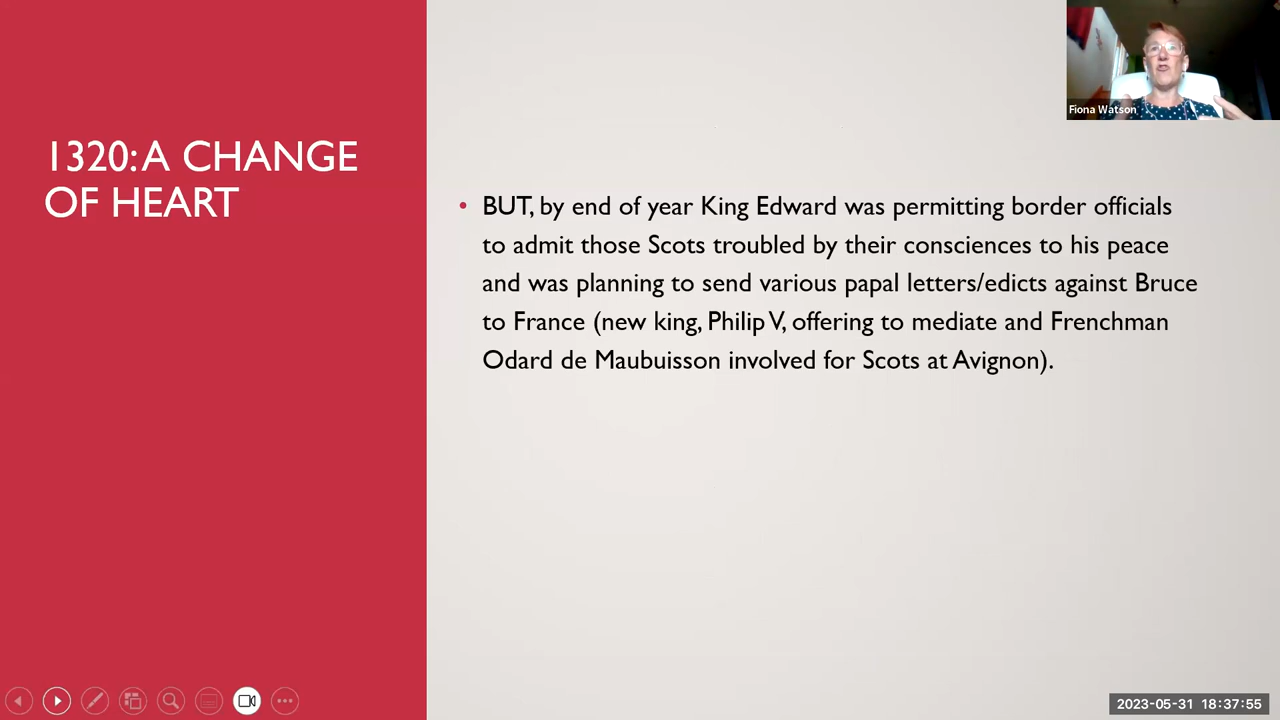 Fiona Watson
1320: A CHANGE
OF HEART
• BUT, by end of year King Edward was permitting border officials
to admit those Scots troubled by their consciences to his peace
and was planning to send various papal letters/edicts against Bruce
to France (new king, Philip V, offering to mediate and Frenchman
Odard de Maubuisson involved for Scots at Avignon).
2023-05-31 18:37:55